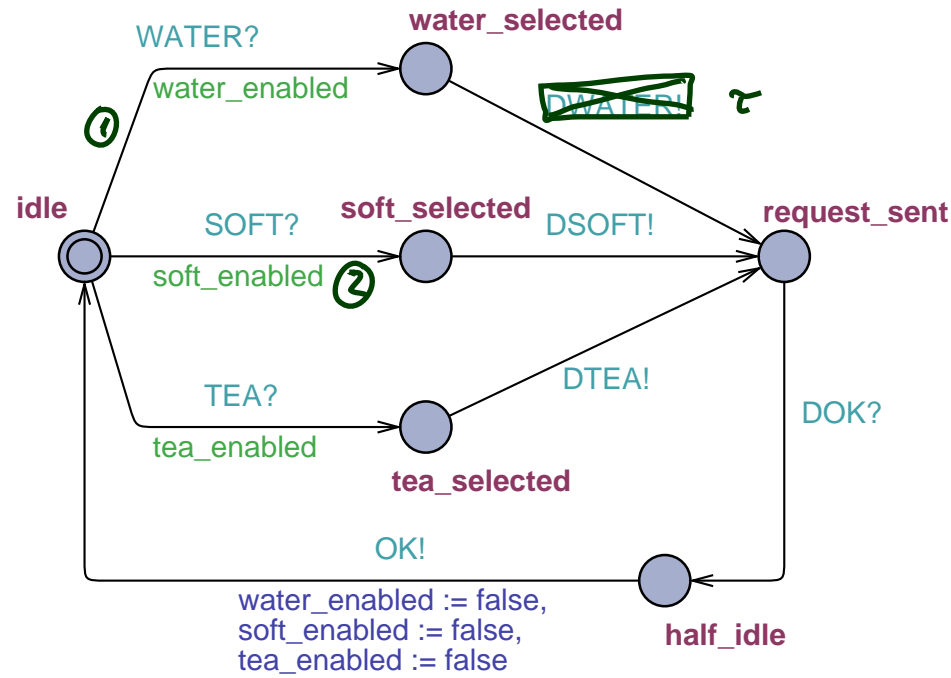 water_selected
WATER?
water_enabled
DWATER! τ
1
idle
SOFT?
soft_selected
DSOFT!
request_sent
soft_enabled 2
TEA?
DTEA!
DOK?
tea_enabled
tea_selected
OK!
water_enabled := false,
soft_enabled := false,
tea_enabled := false
half_idle